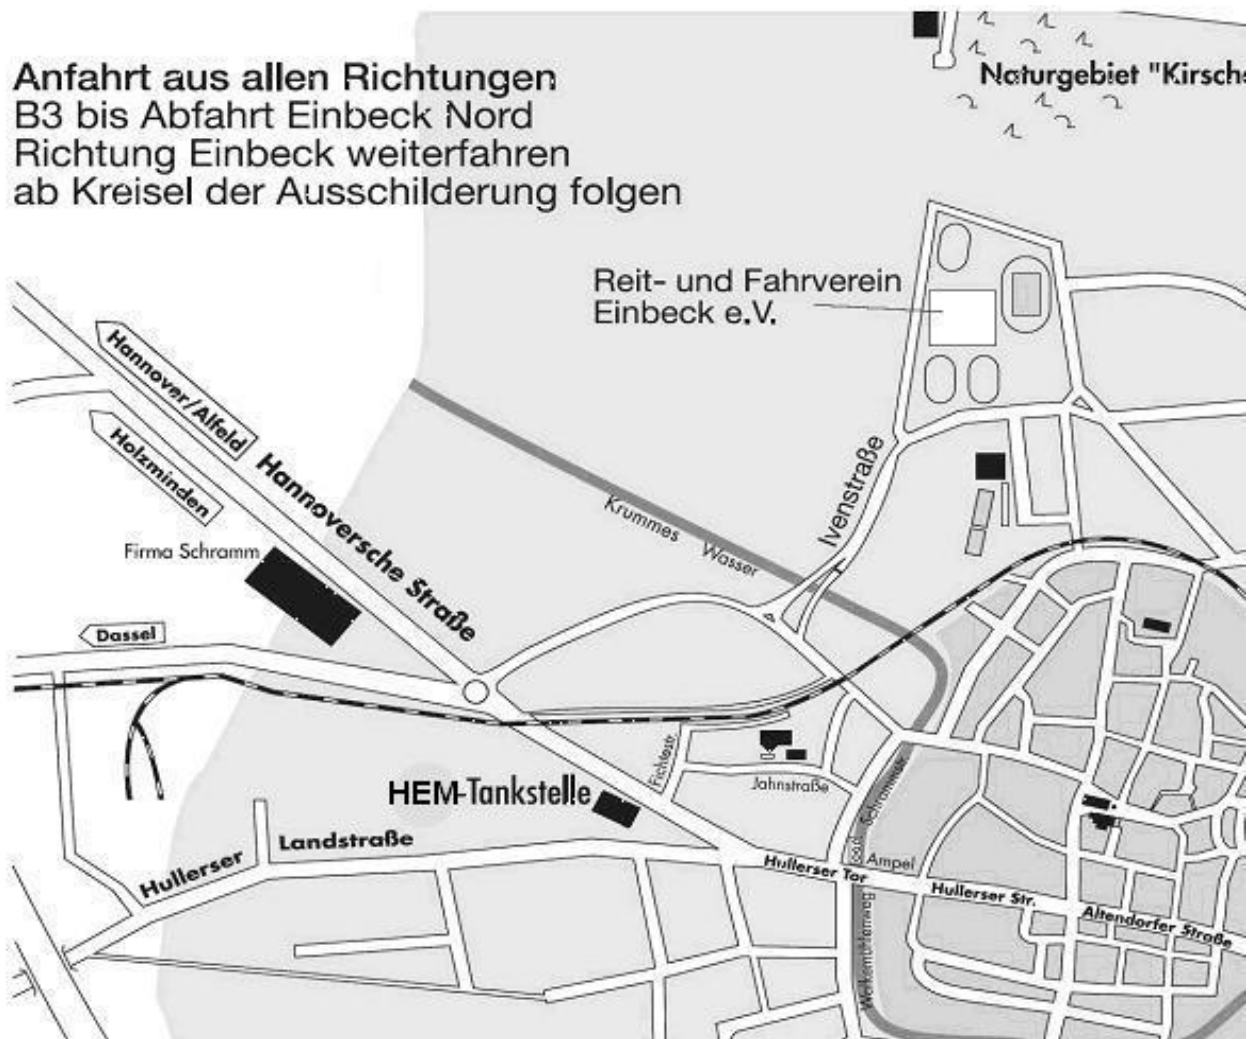 Anfahrt aus allen Richtungen
B3 bis Abfahrt Einbeck Nord
Richtung Einbeck weiterfahren
ab Kreisel der Ausschilderung folgen
Naturgebiet "Kirsch
Reit- und Fahrverein
Einbeck e.V.
Hannover/Alfeld
Holzminden
Hannoversche Straße
Ivenstraße
Krummes Wasser
Firma Schramm
Dassel
Fichtestr.
HEM-Tankstelle
Jahnstraße
Hullerser Landstraße
Ampel
Hullerser Tor
Hullerser Str.
Altendorfer Straße